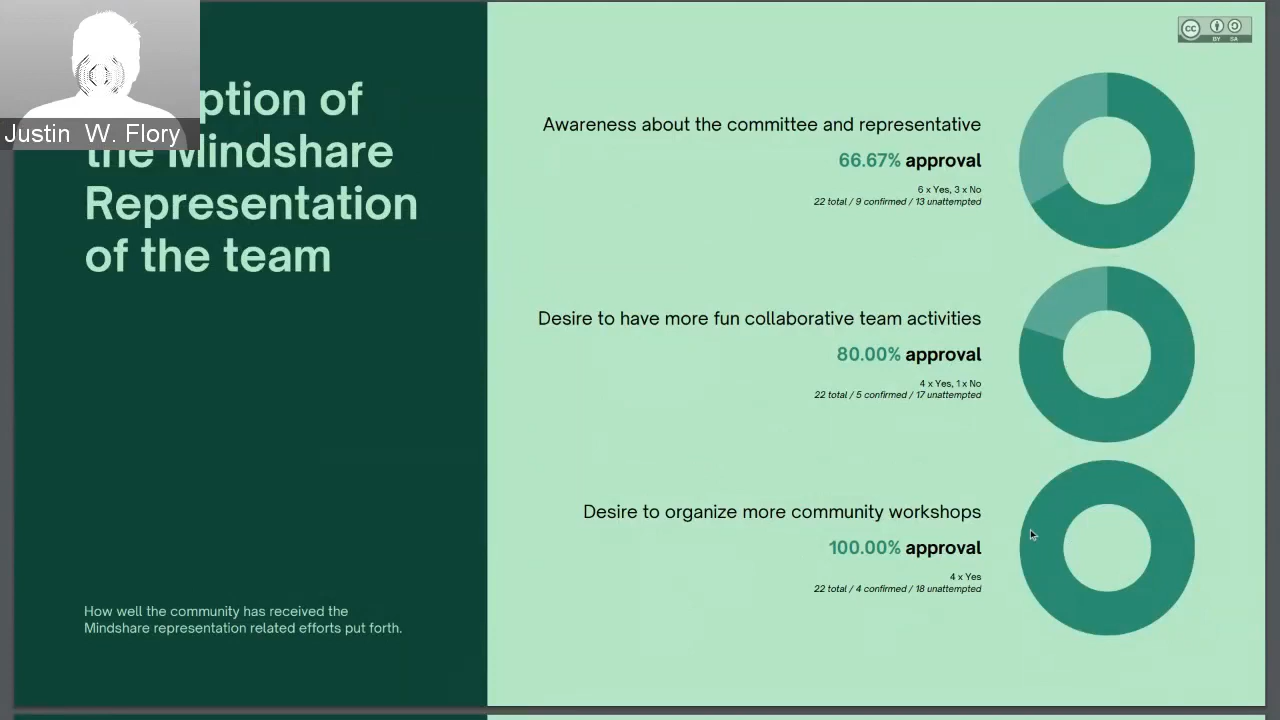 Justin W. Flory
ption of
the Mindshare
Representation
of the team
How well the community has received the
Mindshare representation related efforts put forth.
cc
BY SA
Awareness about the committee and representative
66.67% approval
6 x Yes, 3 x No
22 total / 9 confirmed / 13 unattempted
Desire to have more fun collaborative team activities
80.00% approval
4 x Yes, 1 x No
22 total / 5 confirmed / 17 unattempted
Desire to organize more community workshops
100.00% approval
4 x Yes
22 total / 4 confirmed / 18 unattempted